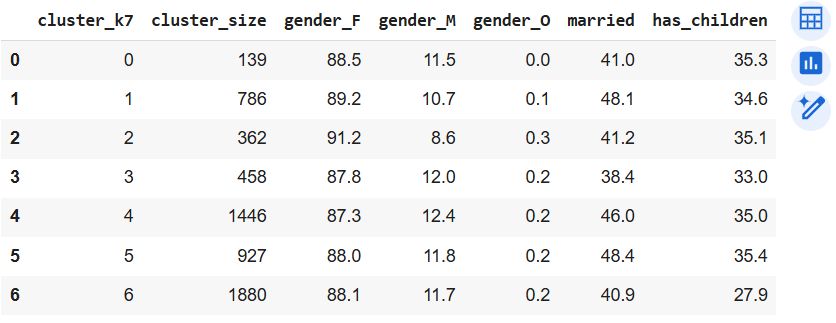 cluster_k7 cluster_size gender_F gender_M gender_O married has_children
0 0 139 88.5 11.5 0.0 41.0 35.3
1 1 786 89.2 10.7 0.1 48.1 34.6
2 2 362 91.2 8.6 0.3 41.2 35.1
3 3 458 87.8 12.0 0.2 38.4 33.0
4 4 1446 87.3 12.4 0.2 46.0 35.0
5 5 927 88.0 11.8 0.2 48.4 35.4
6 6 1880 88.1 11.7 0.2 40.9 27.9